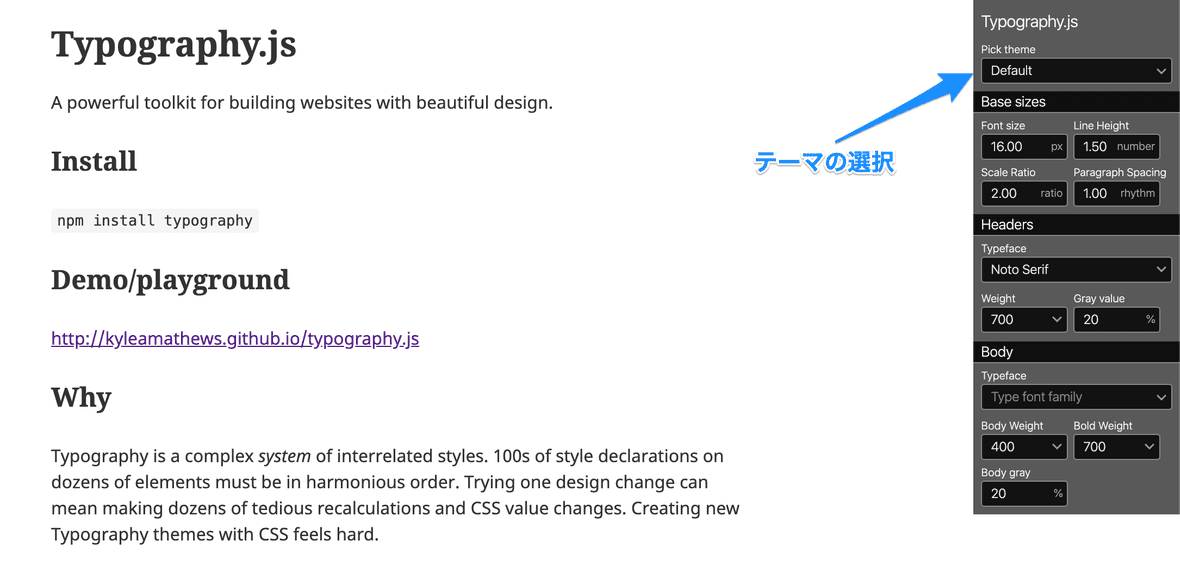 Typography.js
A powerful toolkit for building websites with beautiful design.
Install
npm install typography
Demo/playground
http://kyleamathews.github.io/typography.js
Why
Typography is a complex system of interrelated styles. 100s of style declarations on
dozens of elements must be in harmonious order. Trying one design change can
mean making dozens of tedious recalculations and CSS value changes. Creating new
Typography themes with CSS feels hard.
テーマの選択
Typography.js
Pick theme
Default
Base sizes
Font size Line Height
16.00 px 1.50 number
Scale Ratio Paragraph Spacing
2.00 ratio 1.00 rhythm
Headers
Typeface
Noto Serif
Weight Gray value
700 20 %
Body
Typeface
Type font family
Body Weight Bold Weight
400 700
Body gray
20 %